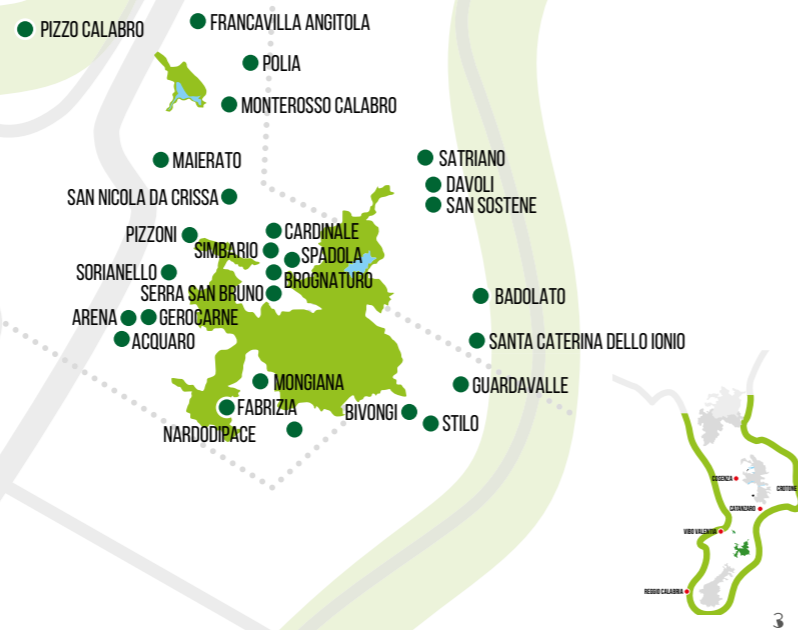 PIZZO CALABRO
FRANCAVILLA ANGITOLA
POLIA
MONTEROSSO CALABRO
MAIERATO
SATRIANO
DAVOLI
SAN NICOLA DA CRISSA
SAN SOSTENE
PIZZONI
CARDINALE
SIMBARIO
SPADOLA
SORIANELLO
BROGNATURO
SERRA SAN BRUNO
BADOLATO
ARENA
GEROCARNE
ACQUARO
SANTA CATERINA DELLO IONIO
MONGIANA
GUARDAVALLE
FABRIZIA
BIVONGI
STILO
NARDODIPACE
COSENZA
CROTONE
CATANZARO
VIBO VALENTIA
REGGIO CALABRIA
3